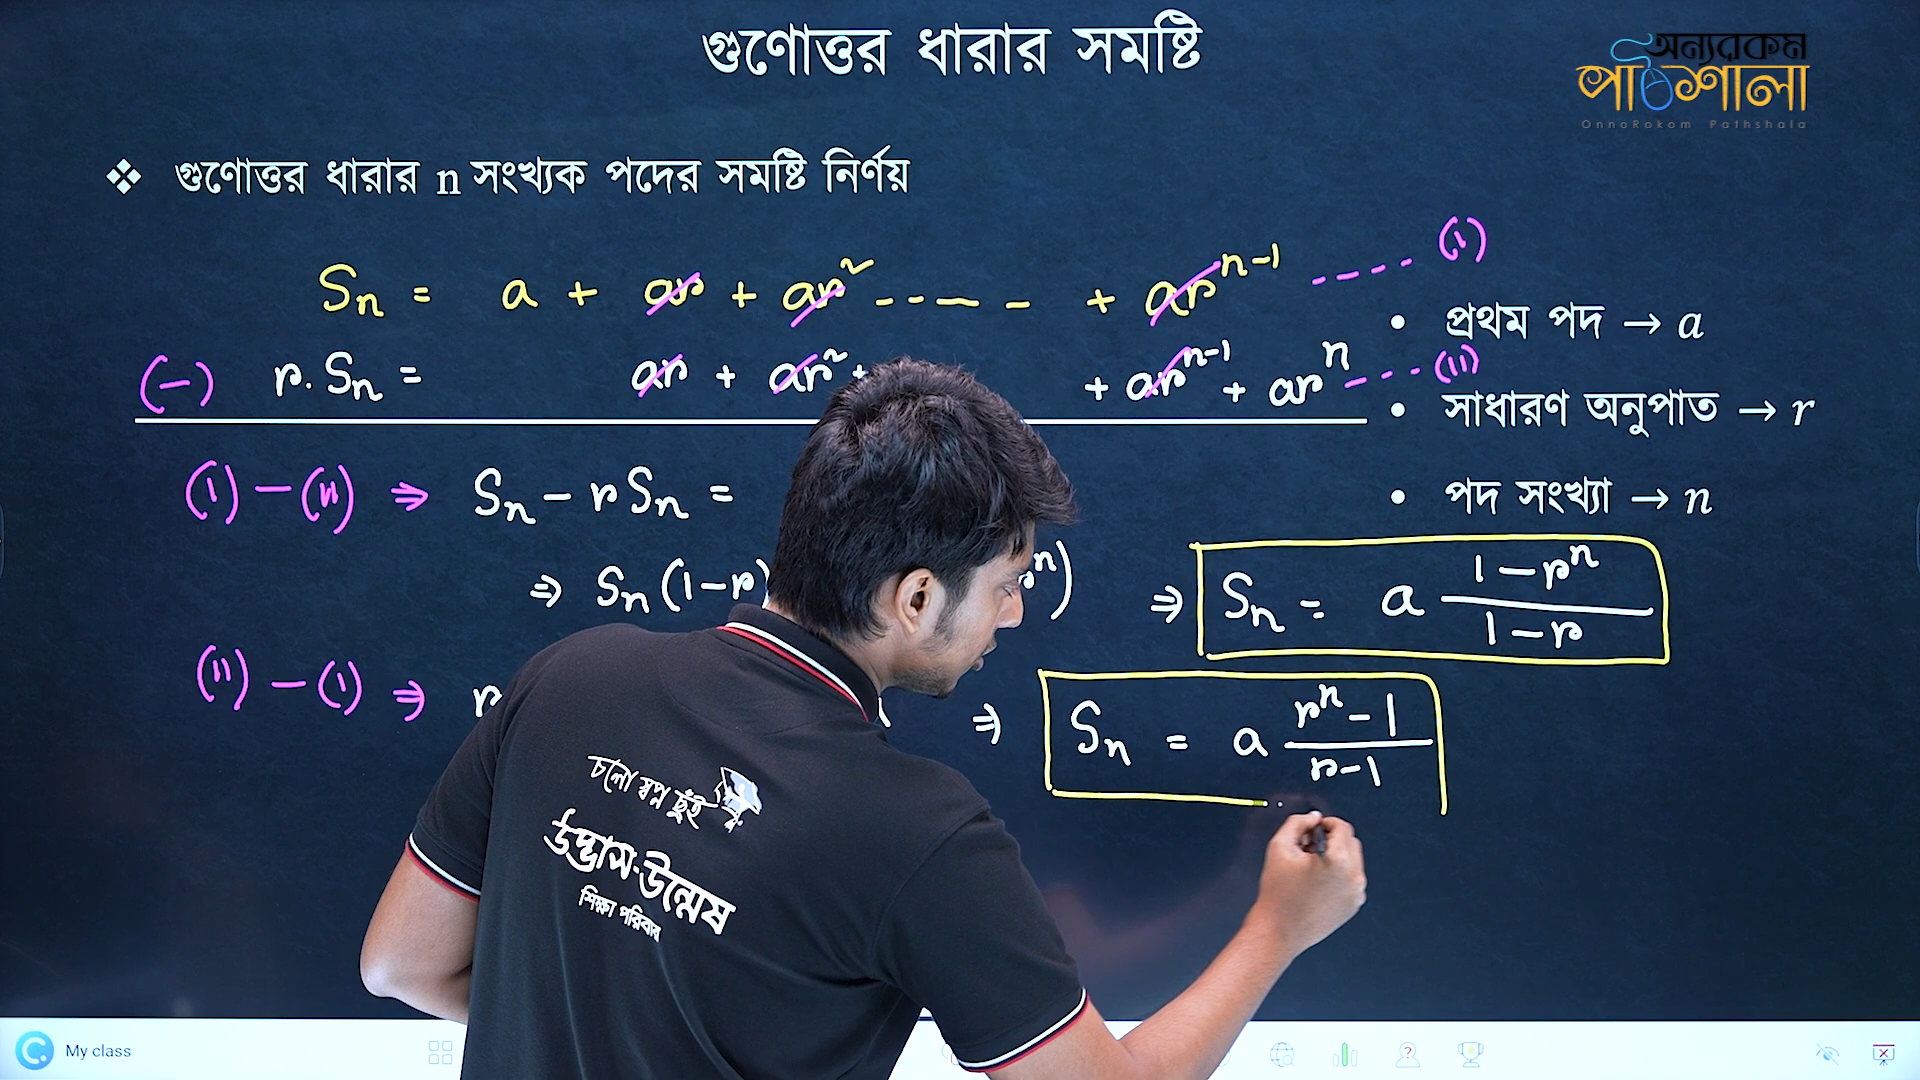 গুণোত্তর ধারার সমষ্টি
অন্যরকম
পাঠশালা
OnnoRokom Pathshala
❖ গুণোত্তর ধারার n সংখ্যক পদের সমষ্টি নির্ণয়
Sₙ = a + ar + ar² ------ + arⁿ⁻¹ ---- (i)
• প্রথম পদ → a
(−) r.Sₙ = ar + ar² + + arⁿ⁻¹ + arⁿ ---- (ii)
• সাধারণ অনুপাত → r
(i) − (ii) ⇒ Sₙ − rSₙ =
• পদ সংখ্যা → n
⇒ Sₙ(1−r) rⁿ) ⇒ Sₙ = a (1−rⁿ)/(1−r)
(ii) − (i) ⇒ r ⇒ Sₙ = a (rⁿ−1)/(r−1)
চলো স্বপ্ন ছুঁই
উদ্ভাস-উন্মেষ
শিক্ষা পরিবার
My class